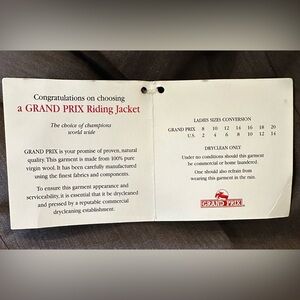 Congratulations on choosing
a GRAND PRIX Riding Jacket
The choice of champions
world wide
GRAND PRIX is your promise of proven, natural
quality. This garment is made from 100% pure
virgin wool. It has been carefully manufactured
using the finest fabrics and components.
To ensure this garment appearance and
serviceability, it is essential that it be drycleaned
and pressed by a reputable commercial
drycleaning establishment.
LADIES SIZES CONVERSION
GRAND PRIX 8 10 12 14 16 18 20
U.S. 2 4 6 8 10 12 14
DRYCLEAN ONLY
Under no conditions should this garment
be commercial or home laundered.
One should also refrain from
wearing this garment in the rain.
GRAND PRIX